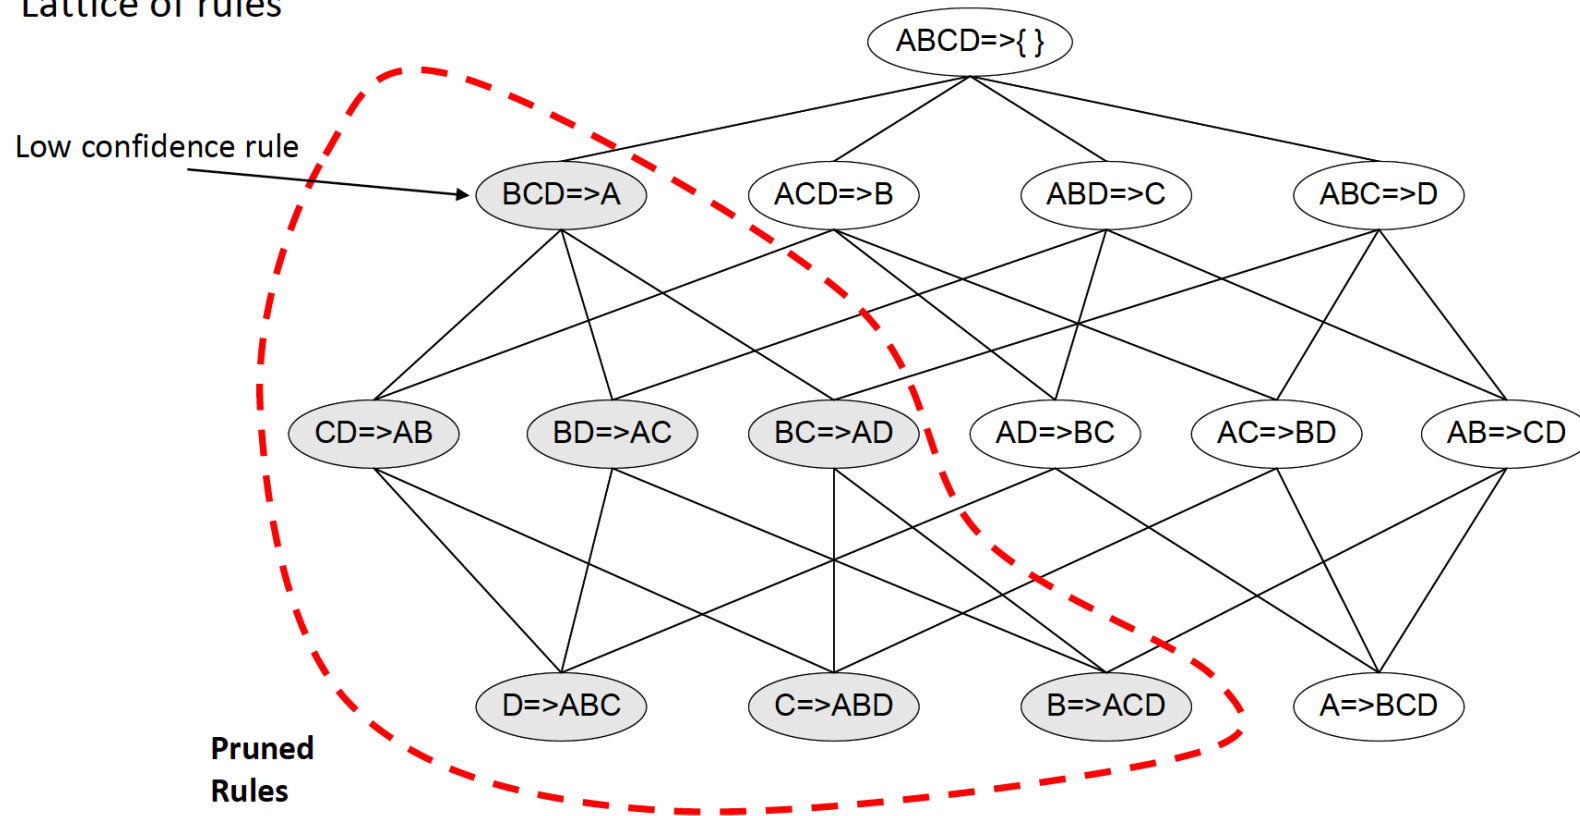 Lattice of rules
ABCD=>{ }
Low confidence rule
BCD=>A
ACD=>B
ABD=>C
ABC=>D
CD=>AB
BD=>AC
BC=>AD
AD=>BC
AC=>BD
AB=>CD
D=>ABC
C=>ABD
B=>ACD
A=>BCD
Pruned
Rules